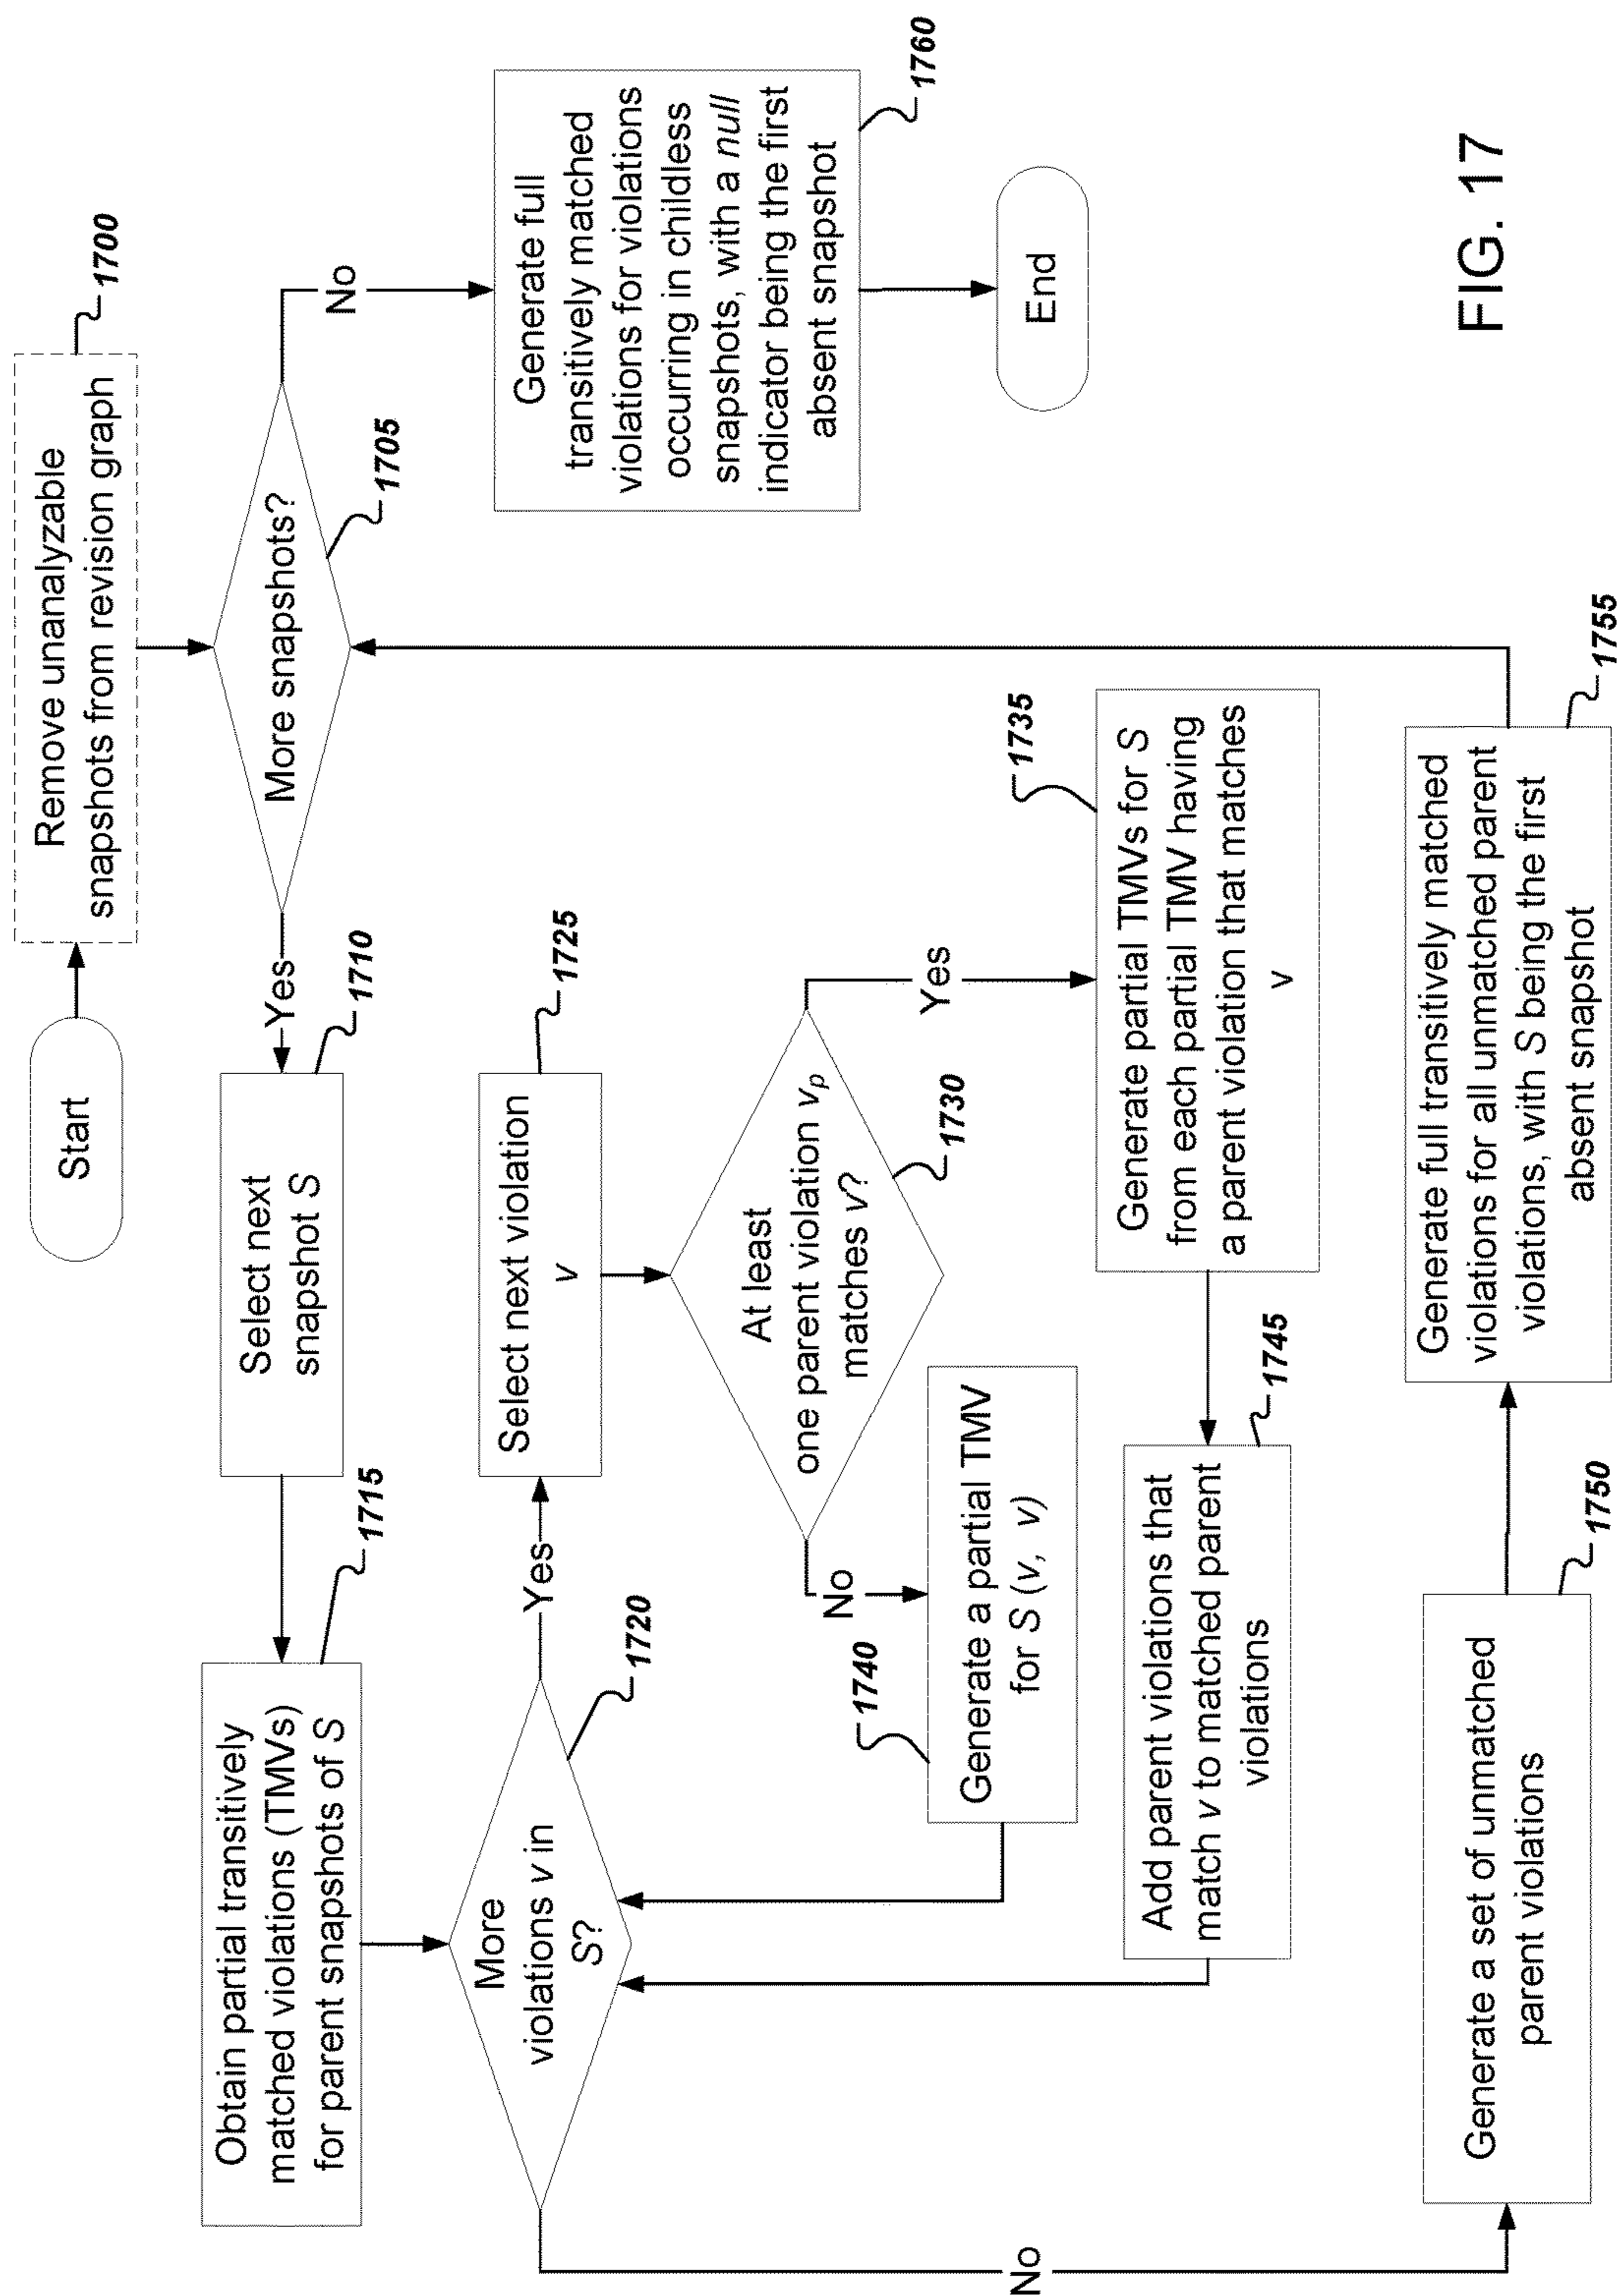 Start
Remove unanalyzable
snapshots from revision graph
1700
More snapshots?
1705
Yes
No
Select next
snapshot S
1710
Obtain partial transitively
matched violations (TMVs)
for parent snapshots of S
1715
More
violations v in
S?
1720
Yes
No
Select next violation
v
1725
At least
one parent violation vp
matches v?
1730
Yes
No
Generate partial TMVs for S
from each partial TMV having
a parent violation that matches
v
1735
Generate a partial TMV
for S (v, v)
1740
Add parent violations that
match v to matched parent
violations
1745
Generate a set of unmatched
parent violations
1750
Generate full transitively matched
violations for all unmatched parent
violations, with S being the first
absent snapshot
1755
Generate full
transitively matched
violations for violations
occurring in childless
snapshots, with a null
indicator being the first
absent snapshot
1760
End
FIG. 17